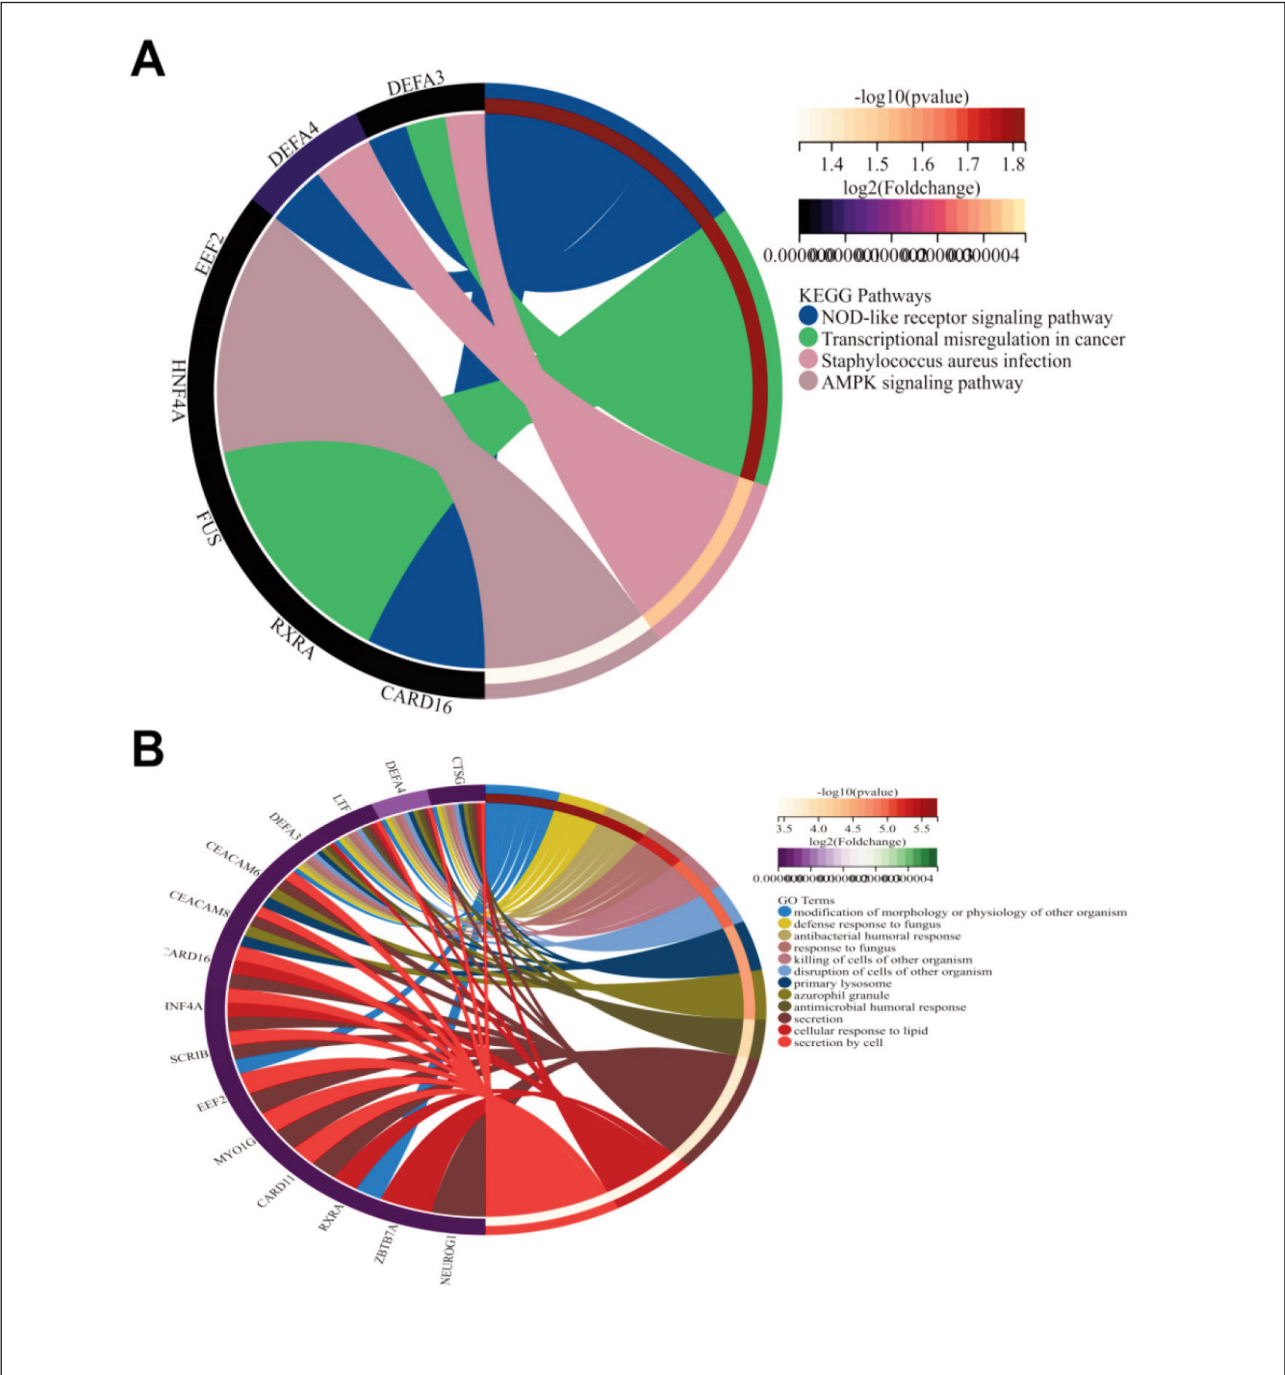 A
DEFA3
DEFA4
EEF2
HNF4A
FUS
RXRA
CARD16
-log10(pvalue)
1.4 1.5 1.6 1.7 1.8
log2(Foldchange)
KEGG Pathways
NOD-like receptor signaling pathway
Transcriptional misregulation in cancer
Staphylococcus aureus infection
AMPK signaling pathway
B
CTSG
DEFA4
LTF
DEFA3
CEACAM6
CEACAM8
CARD16
HNF4A
SCRIB
EEF2
MYO1G
CARD11
RXRA
ZBTB7A
NEUROG1
-log10(pvalue)
3.5 4.0 4.5 5.0 5.5
log2(Foldchange)
GO Terms
modification of morphology or physiology of other organism
defense response to fungus
antibacterial humoral response
response to fungus
killing of cells of other organism
disruption of cells of other organism
primary lysosome
azurophil granule
antimicrobial humoral response
secretion
cellular response to lipid
secretion by cell